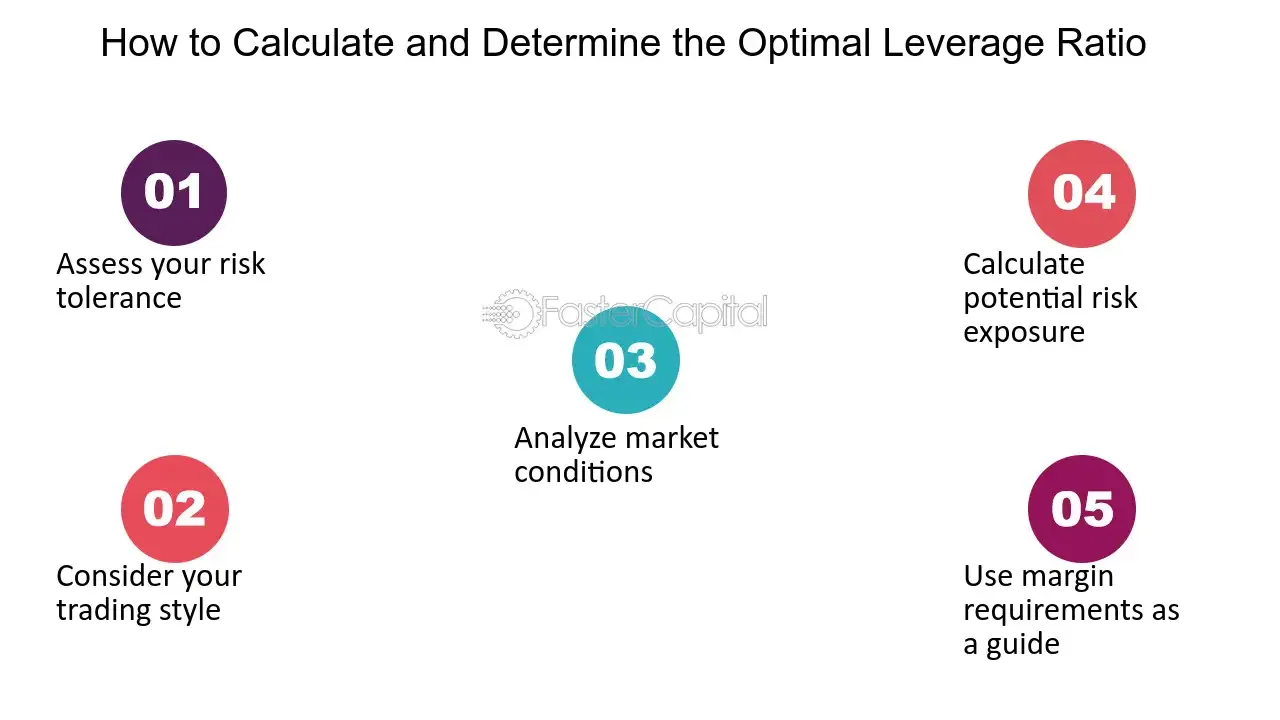 How to Calculate and Determine the Optimal Leverage Ratio
01
Assess your risk
tolerance
02
Consider your
trading style
FasterCapital
03
Analyze market
conditions
04
Calculate
potential risk
exposure
05
Use margin
requirements as
a guide